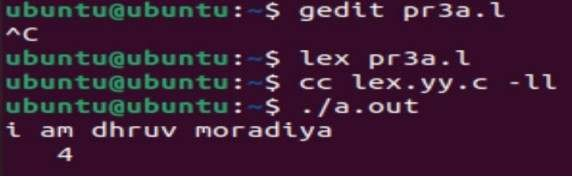 ubuntu@ubuntu:~$ gedit pr3a.l
^C
ubuntu@ubuntu:~$ lex pr3a.l
ubuntu@ubuntu:~$ cc lex.yy.c -ll
ubuntu@ubuntu:~$ ./a.out
i am dhruv moradiya
4